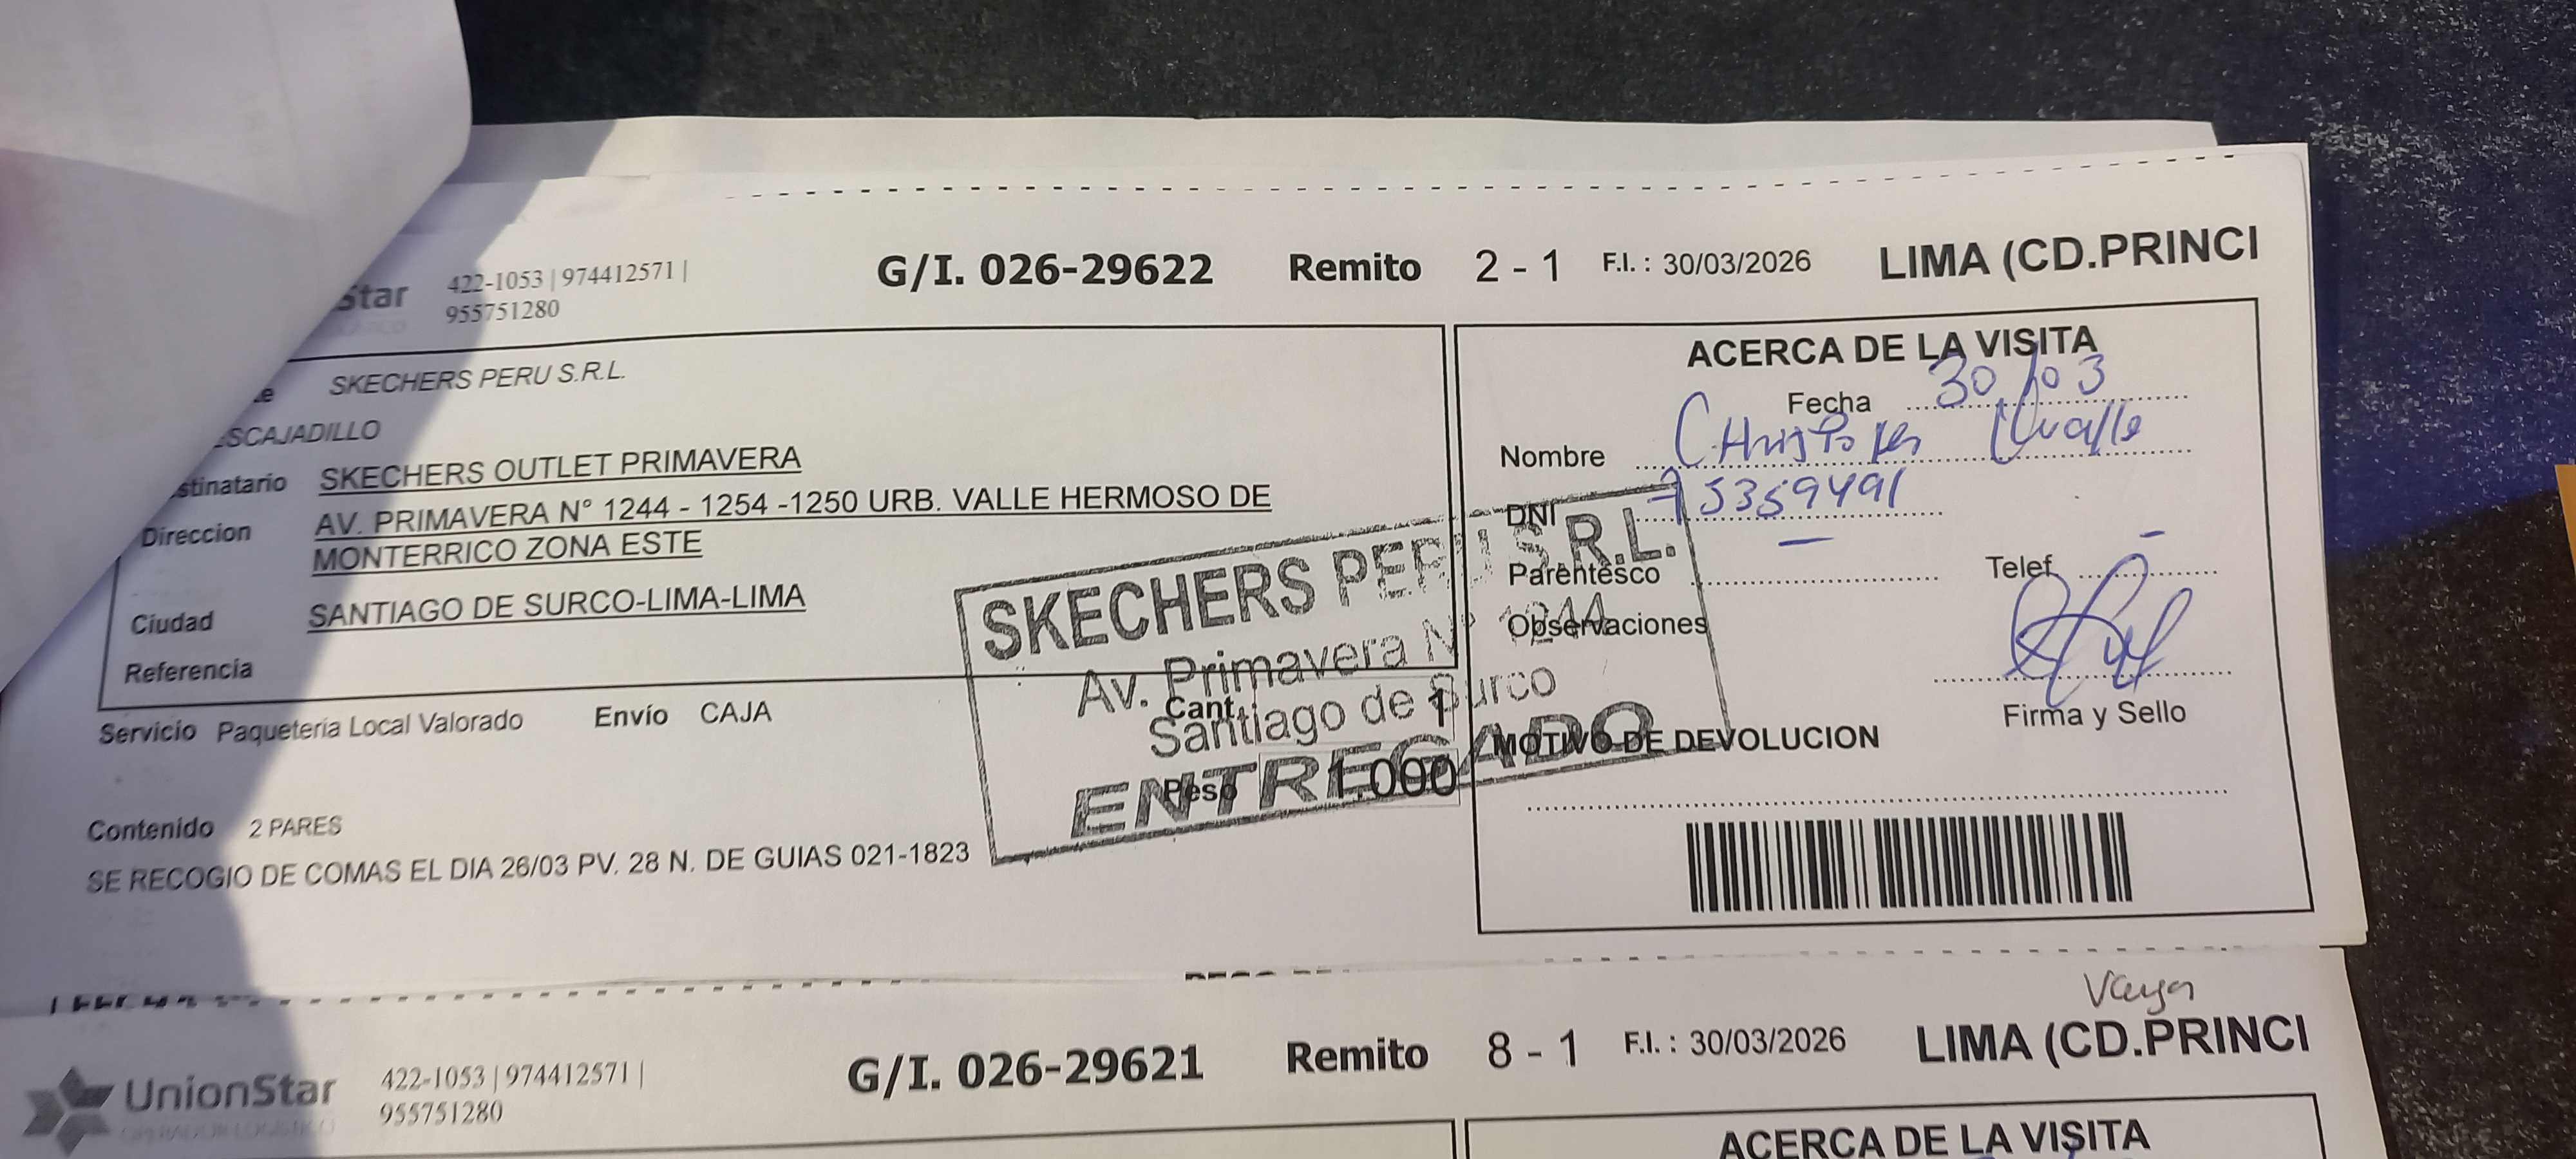 Star 422-1053 | 974412571 | 955751280 G/I. 026-29622 Remito 2 - 1 F.I. : 30/03/2026 LIMA (CD.PRINCI
SKECHERS PERU S.R.L.
SCAJADILLO
stinatario SKECHERS OUTLET PRIMAVERA
Direccion AV. PRIMAVERA N° 1244 - 1254 -1250 URB. VALLE HERMOSO DE
MONTERRICO ZONA ESTE
Ciudad SANTIAGO DE SURCO-LIMA-LIMA
Referencia
Servicio Paqueteria Local Valorado Envío CAJA
Cant. 1
Peso 1.000
Contenido 2 PARES
SE RECOGIO DE COMAS EL DIA 26/03 PV. 28 N. DE GUIAS 021-1823
SKECHERS PERU S.R.L.
Av. Primavera N° 1244
Santiago de Surco
ENTREGADO
ACERCA DE LA VISITA
Fecha 30/03
Nombre Ovalle
DNI 75359491
Parentesco - Telef. -
Observaciones
Firma y Sello
MOTIVO DE DEVOLUCION
UnionStar 422-1053 | 974412571 | 955751280 G/I. 026-29621 Remito 8 - 1 F.I. : 30/03/2026 LIMA (CD.PRINCI
OPERADOR LOGISTICO
ACERCA DE LA VISITA